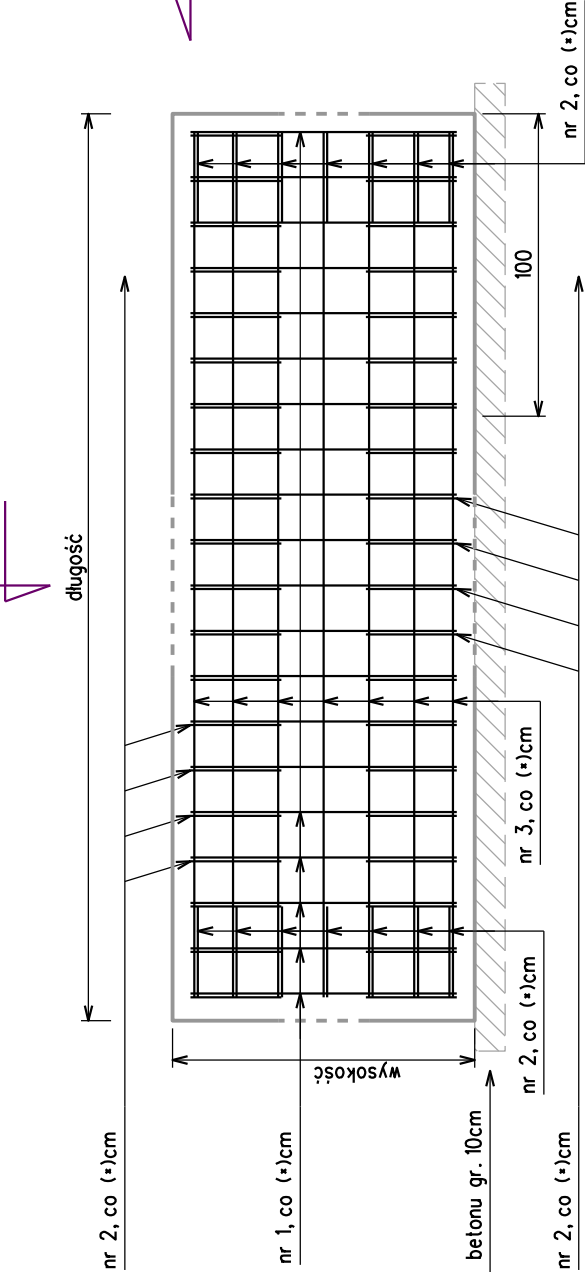 długość
wysokość
100
nr 2, co (*)cm
nr 1, co (*)cm
betonu gr. 10cm
nr 2, co (*)cm
nr 2, co (*)cm
nr 3, co (*)cm
nr 2, co (*)cm